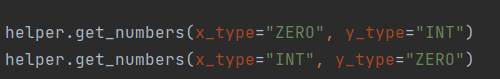 helper.get_numbers(x_type="ZERO", y_type="INT")
helper.get_numbers(x_type="INT", y_type="ZERO")